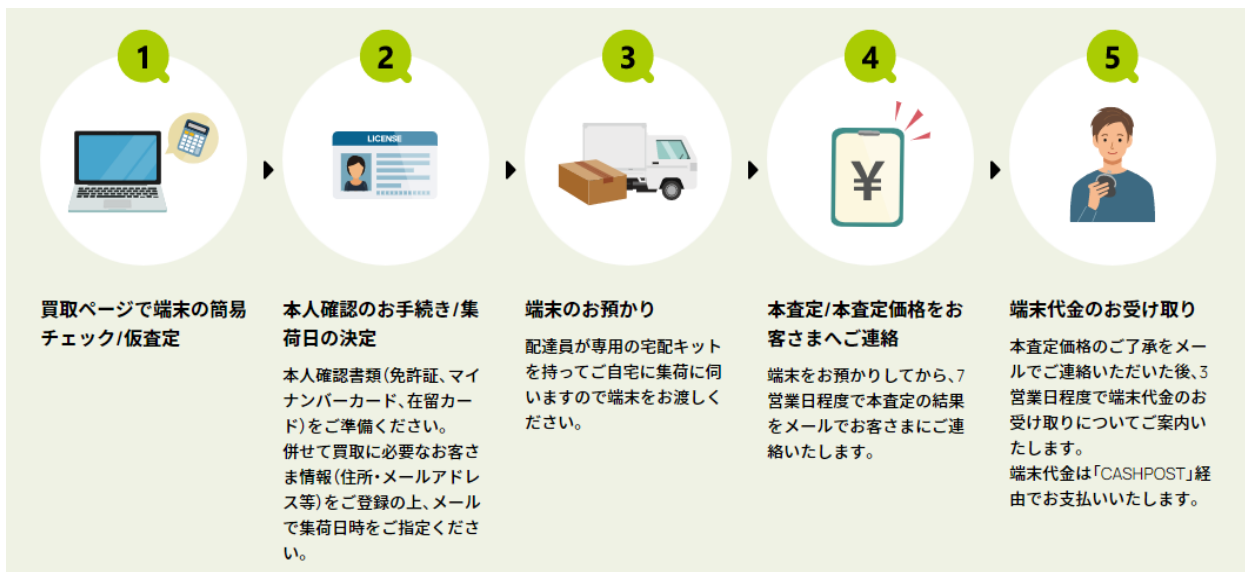 1
2
3
4
5
LICENSE
¥
買取ページで端末の簡易
チェック/仮査定
本人確認のお手続き/集
荷日の決定
本人確認書類(免許証、マイ
ナンバーカード、在留カー
ド)をご準備ください。
併せて買取に必要なお客さ
ま情報(住所・メールアドレ
ス等)をご登録の上、メール
で集荷日時をご指定くださ
い。
端末のお預かり
配達員が専用の宅配キット
を持ってご自宅に集荷に伺
いますので端末をお渡しく
ださい。
本査定/本査定価格をお
客さまへご連絡
端末をお預かりしてから、7
営業日程度で本査定の結果
をメールでお客さまにご連
絡いたします。
端末代金のお受け取り
本査定価格のご了承をメー
ルでご連絡いただいた後、3
営業日程度で端末代金のお
受け取りについてご案内い
たします。
端末代金は「CASHPOST」経
由でお支払いいたします。